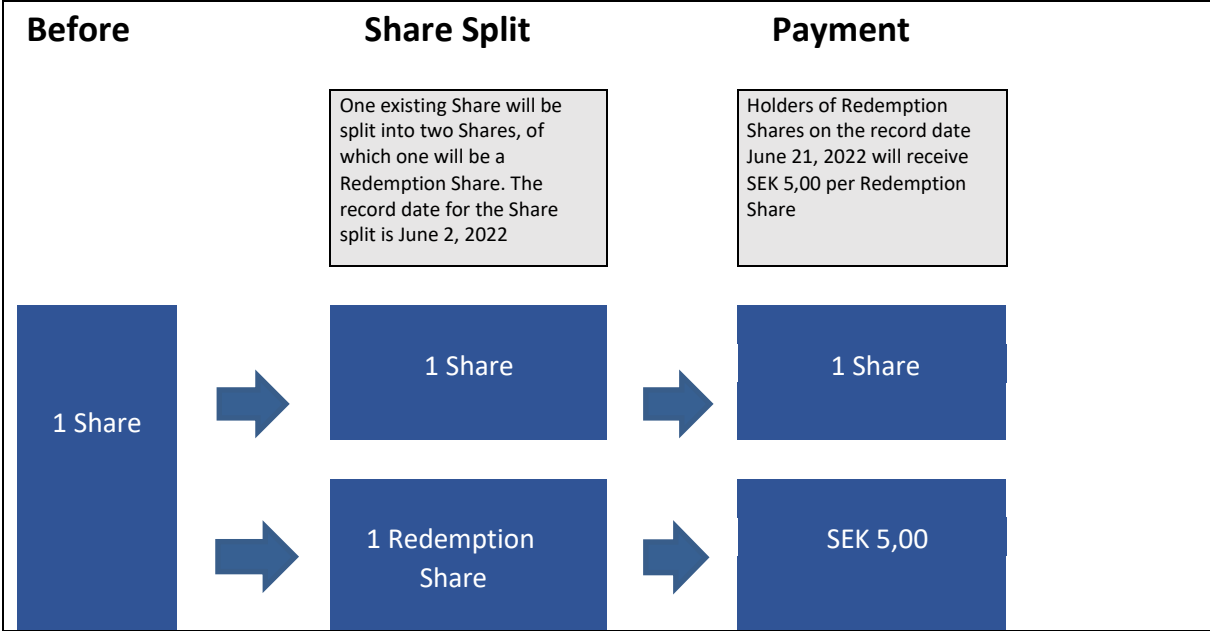 Before
Share Split
Payment
One existing Share will be
split into two Shares, of
which one will be a
Redemption Share. The
record date for the Share
split is June 2, 2022
Holders of Redemption
Shares on the record date
June 21, 2022 will receive
SEK 5,00 per Redemption
Share
1 Share
1 Share
1 Share
1 Redemption
Share
SEK 5,00